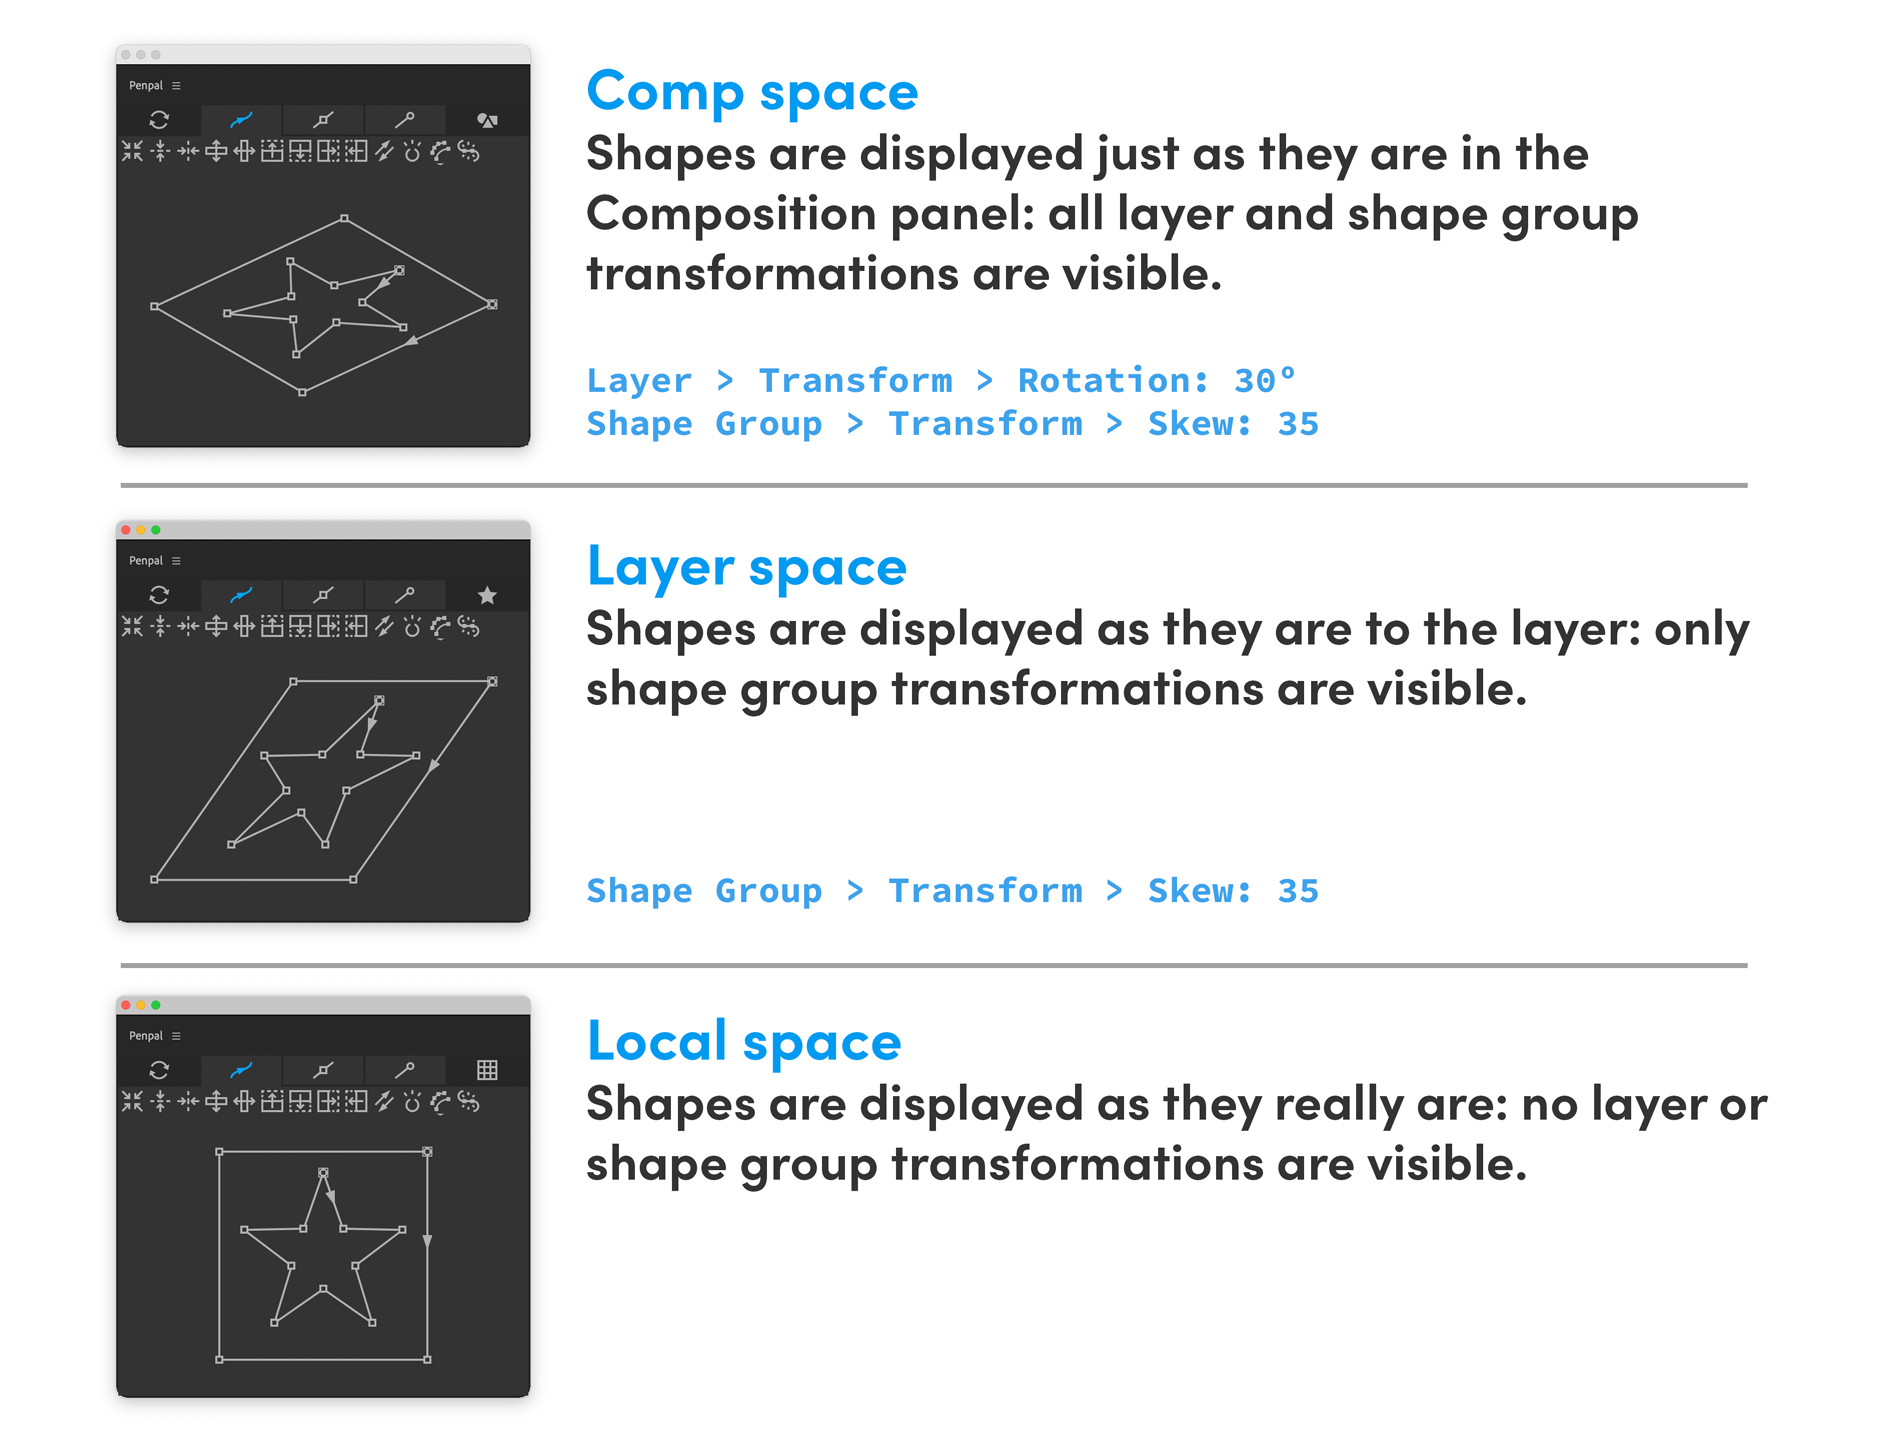 Penpal
Comp space
Shapes are displayed just as they are in the
Composition panel: all layer and shape group
transformations are visible.
Layer > Transform > Rotation: 30º
Shape Group > Transform > Skew: 35
Penpal
Layer space
Shapes are displayed as they are to the layer: only
shape group transformations are visible.
Shape Group > Transform > Skew: 35
Penpal
Local space
Shapes are displayed as they really are: no layer or
shape group transformations are visible.